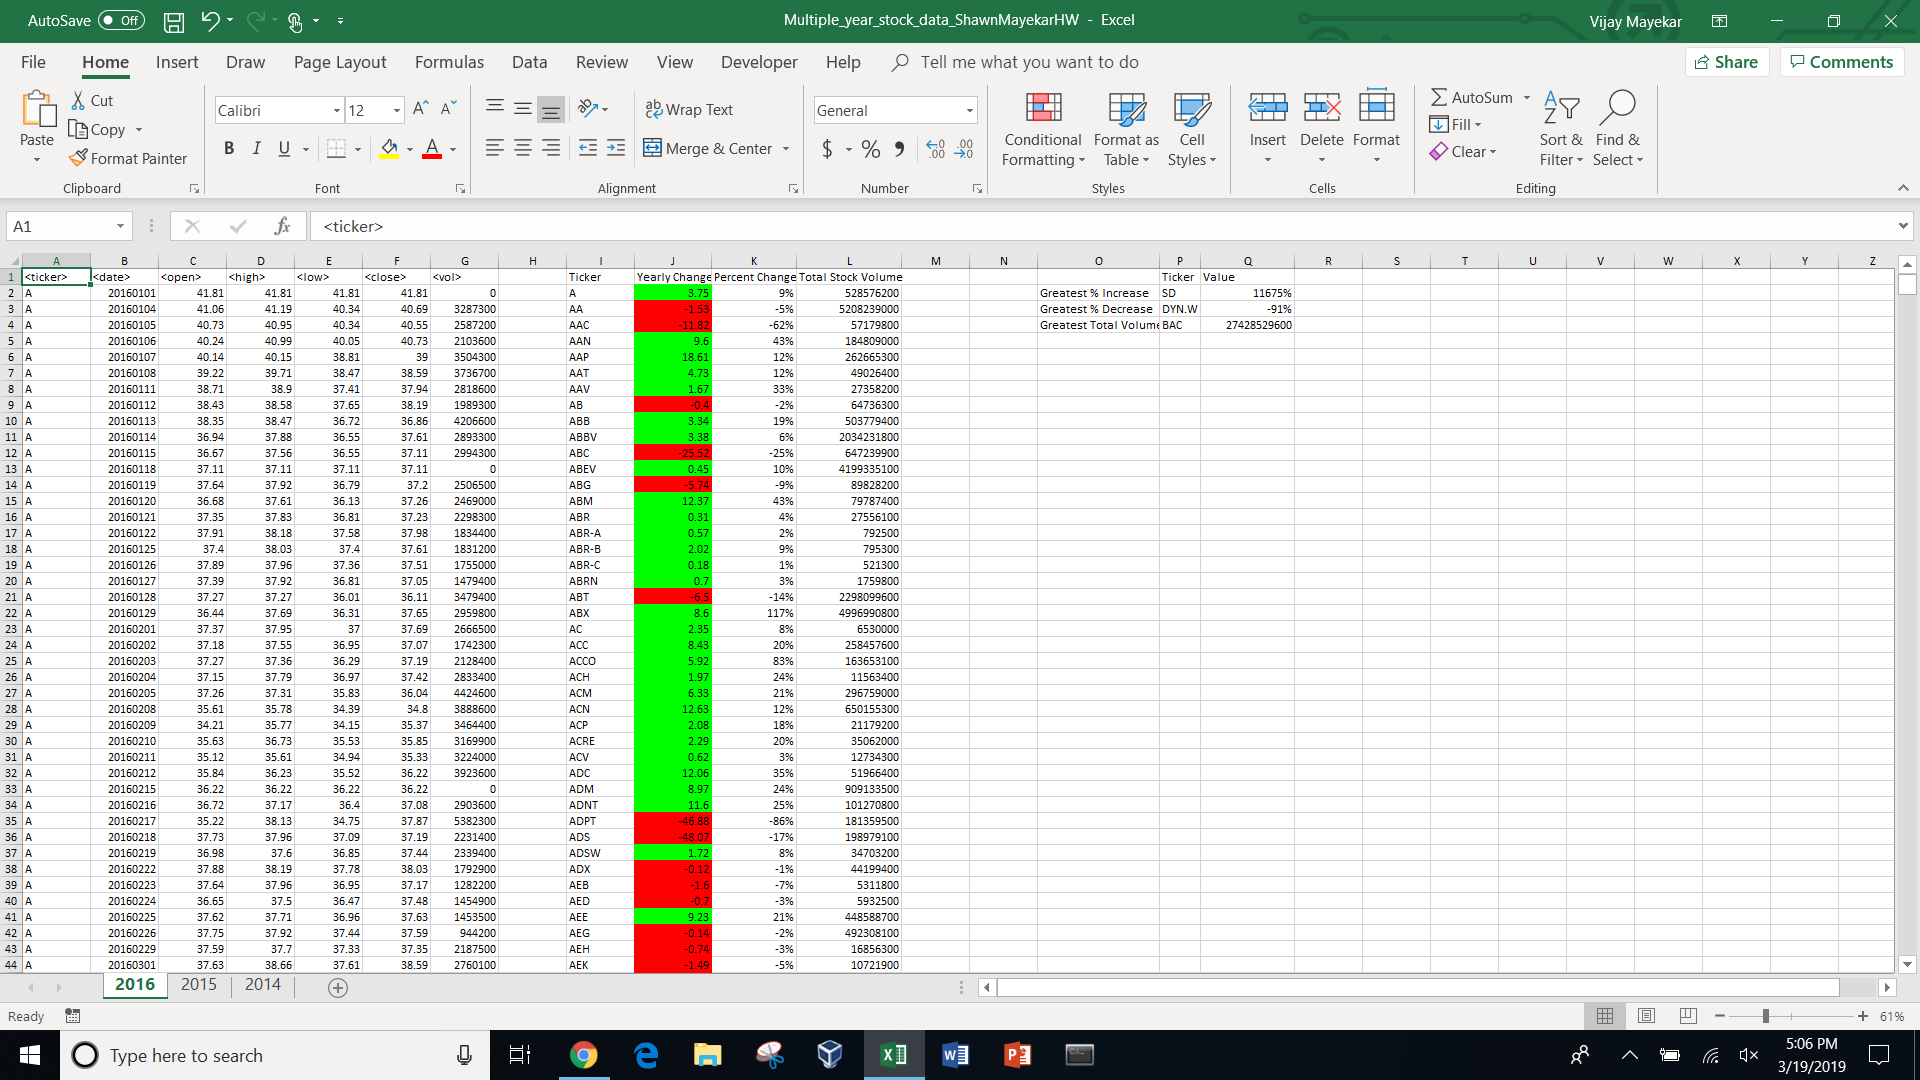 AutoSave Off Multiple_year_stock_data_ShawnMayekarHW - Excel Vijay Mayekar
File Home Insert Draw Page Layout Formulas Data Review View Developer Help Tell me what you want to do Share Comments
Paste Cut Copy Format Painter Clipboard
Calibri 12 B I U A Font
Wrap Text Merge & Center Alignment
General $ % Number
Conditional Formatting Format as Table Cell Styles Styles
Insert Delete Format Cells
AutoSum Fill Clear Sort & Filter Find & Select Editing
A1 fx <ticker>
A B C D E F G H I J K L M N O P Q R S T U V W X Y Z
1 <ticker> <date> <open> <high> <low> <close> <vol> Ticker Yearly Change Percent Change Total Stock Volume Ticker Value
2 A 20160101 41.81 41.81 41.81 41.81 0 A 3.75 9% 528576200 Greatest % Increase SD 11675%
3 A 20160104 41.06 41.19 40.34 40.69 3287300 AA -1.53 -5% 5208239000 Greatest % Decrease DYN.W -91%
4 A 20160105 40.73 40.95 40.34 40.55 2587200 AAC -11.82 -62% 57179800 Greatest Total Volume BAC 27428529600
5 A 20160106 40.24 40.99 40.05 40.73 2103600 AAN 9.6 43% 184809000
6 A 20160107 40.14 40.15 38.81 39 3504300 AAP 18.61 12% 262665300
7 A 20160108 39.22 39.71 38.47 38.59 3736700 AAT 4.73 12% 49026400
8 A 20160111 38.71 38.9 37.41 37.94 2818600 AAV 1.67 33% 27358200
9 A 20160112 38.43 38.58 37.65 38.19 1989300 AB -0.4 -2% 64736300
10 A 20160113 38.35 38.47 36.72 36.86 4206600 ABB 3.34 19% 503779400
11 A 20160114 36.94 37.88 36.55 37.61 2893300 ABBV 3.38 6% 2034231800
12 A 20160115 36.67 37.56 36.55 37.11 2994300 ABC -25.52 -25% 647239900
13 A 20160118 37.11 37.11 37.11 37.11 0 ABEV 0.45 10% 4199335100
14 A 20160119 37.64 37.92 36.79 37.2 2506500 ABG -5.74 -9% 89828200
15 A 20160120 36.68 37.61 36.13 37.26 2469000 ABM 12.37 43% 79787400
16 A 20160121 37.35 37.83 36.81 37.23 2298300 ABR 0.31 4% 27556100
17 A 20160122 37.91 38.18 37.58 37.98 1834400 ABR-A 0.57 2% 792500
18 A 20160125 37.4 38.03 37.4 37.61 1831200 ABR-B 2.02 9% 795300
19 A 20160126 37.89 37.96 37.36 37.51 1755000 ABR-C 0.18 1% 521300
20 A 20160127 37.39 37.92 36.81 37.05 1479400 ABRN 0.7 3% 1759800
21 A 20160128 37.27 37.27 36.01 36.11 3479400 ABT -6.5 -14% 2298099600
22 A 20160129 36.44 37.69 36.31 37.65 2959800 ABX 8.6 117% 4996990800
23 A 20160201 37.37 37.95 37 37.69 2666500 AC 2.35 8% 6530000
24 A 20160202 37.18 37.55 36.95 37.07 1742300 ACC 8.43 20% 258457600
25 A 20160203 37.27 37.36 36.29 37.19 2128400 ACCO 5.92 83% 163653100
26 A 20160204 37.15 37.79 36.97 37.42 2833400 ACH 1.97 24% 11563400
27 A 20160205 37.26 37.31 35.83 36.04 4424600 ACM 6.33 21% 296759000
28 A 20160208 35.61 35.78 34.39 34.8 3888600 ACN 12.63 12% 650155300
29 A 20160209 34.21 35.77 34.15 35.37 3464400 ACP 2.08 18% 21179200
30 A 20160210 35.63 36.73 35.53 35.85 3169900 ACRE 2.29 20% 35062000
31 A 20160211 35.12 35.61 34.94 35.33 3224000 ACV 0.62 3% 12734300
32 A 20160212 35.84 36.23 35.52 36.22 3923600 ADC 12.06 35% 51966400
33 A 20160215 36.22 36.22 36.22 36.22 0 ADM 8.97 24% 909133500
34 A 20160216 36.72 37.17 36.4 37.08 2903600 ADNT 11.6 25% 101270800
35 A 20160217 35.22 38.13 34.75 37.87 5382300 ADPT -46.88 -86% 181359500
36 A 20160218 37.73 37.96 37.09 37.19 2231400 ADS -48.07 -17% 198979100
37 A 20160219 36.98 37.6 36.85 37.44 2339400 ADSW 1.72 8% 34703200
38 A 20160222 37.88 38.19 37.78 38.03 1792900 ADX -0.12 -1% 44199400
39 A 20160223 37.64 37.96 36.95 37.17 1282200 AEB -1.6 -7% 5311800
40 A 20160224 36.65 37.5 36.47 37.48 1454900 AED -0.7 -3% 5932500
41 A 20160225 37.62 37.71 36.96 37.63 1453500 AEE 9.23 21% 448588700
42 A 20160226 37.75 37.92 37.44 37.59 944200 AEG -0.14 -2% 492308100
43 A 20160229 37.59 37.7 37.33 37.35 2187500 AEH -0.74 -3% 16856300
44 A 20160301 37.63 38.66 37.61 38.59 2760100 AEK -1.49 -5% 10721900
2016 2015 2014
Ready 61%
Type here to search 5:06 PM
3/19/2019